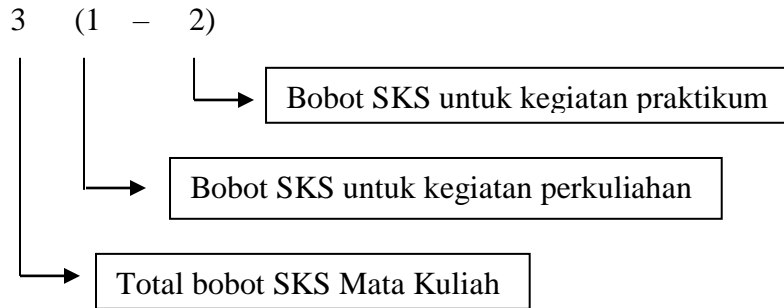 3 (1 – 2)
Bobot SKS untuk kegiatan praktikum
Bobot SKS untuk kegiatan perkuliahan
Total bobot SKS Mata Kuliah